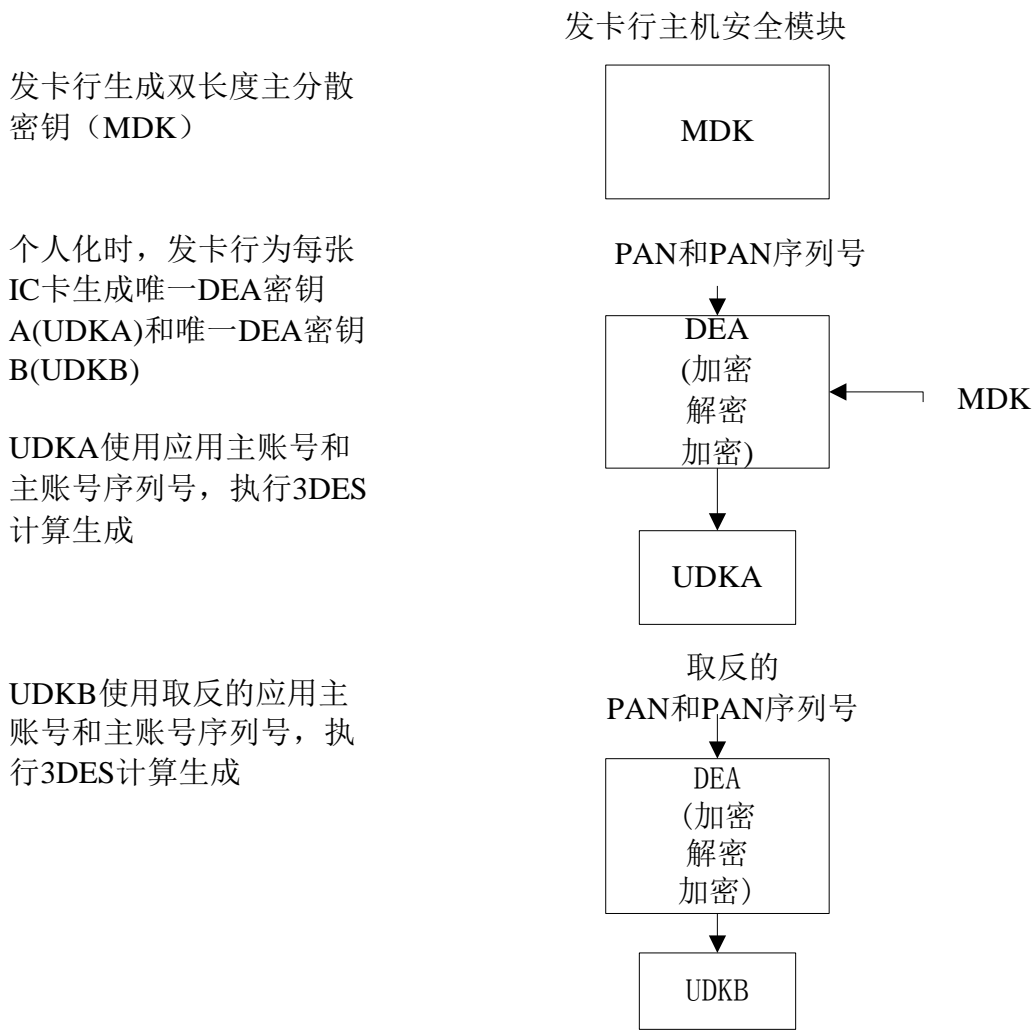 发卡行主机安全模块
发卡行生成双长度主分散
密钥（MDK）
MDK
个人化时，发卡行为每张
IC卡生成唯一DEA密钥
A(UDKA)和唯一DEA密钥
B(UDKB)
PAN和PAN序列号
DEA
(加密
解密
加密)
MDK
UDKA使用应用主账号和
主账号序列号，执行3DES
计算生成
UDKA
UDKB使用取反的应用主
账号和主账号序列号，执
行3DES计算生成
取反的
PAN和PAN序列号
DEA
(加密
解密
加密)
UDKB